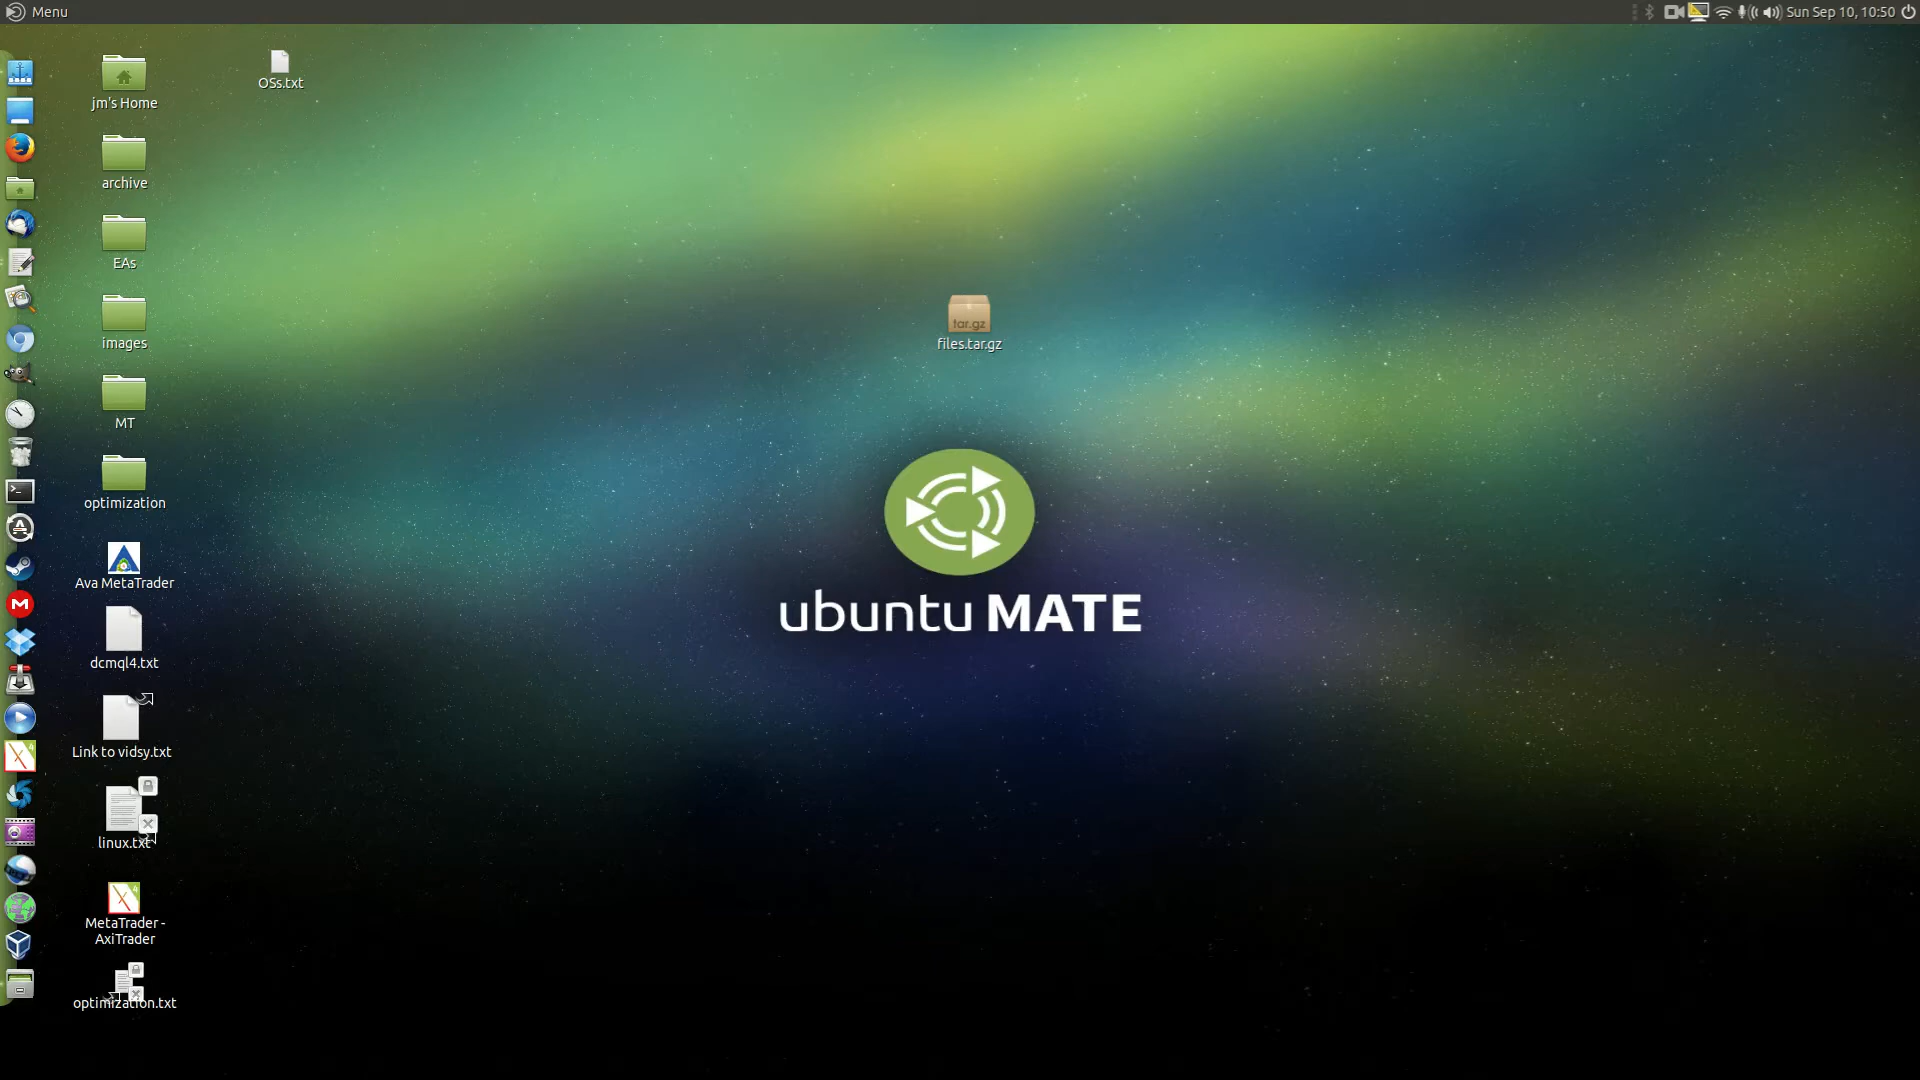 Menu
Sun Sep 10, 10:50
jm's Home
OSs.txt
archive
EAs
images
tar.gz
files.tar.gz
MT
optimization
Ava MetaTrader
ubuntu MATE
dcmql4.txt
Link to vidsy.txt
linux.txt
MetaTrader -
AxiTrader
optimization.txt